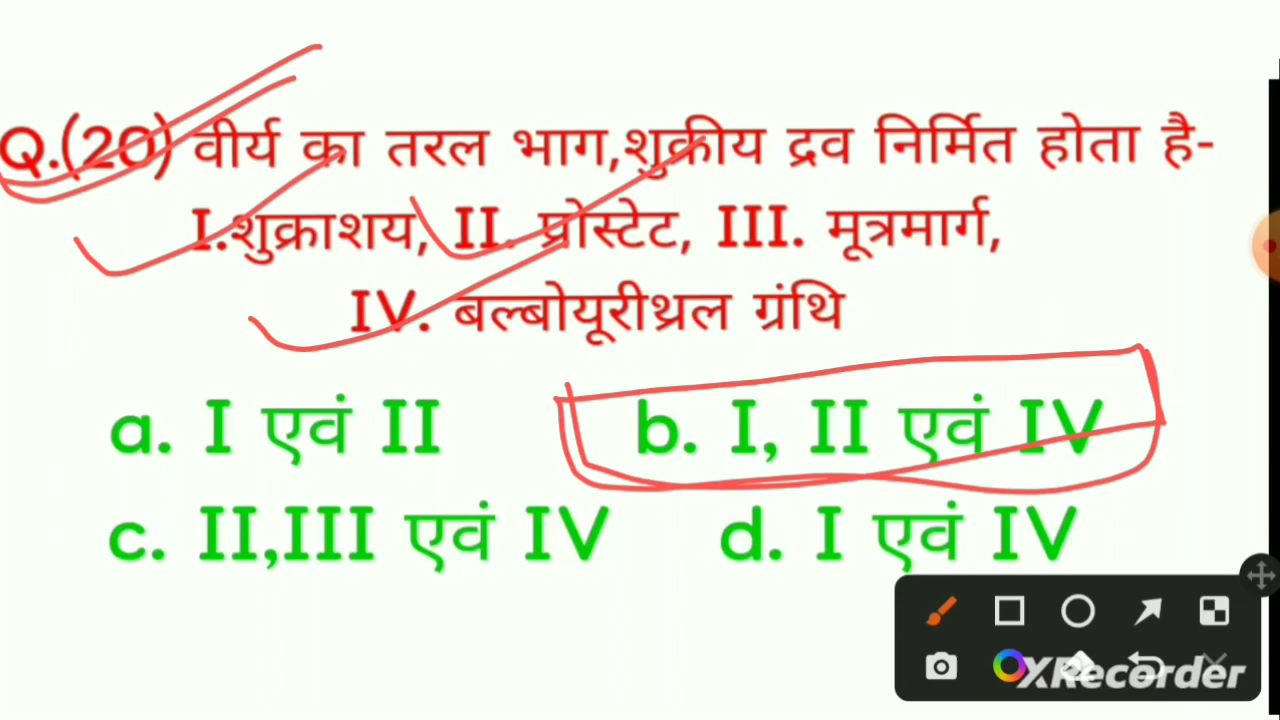 Q.(20) वीर्य का तरल भाग,शुक्रीय द्रव निर्मित होता है-
I.शुक्राशय, II. प्रोस्टेट, III. मूत्रमार्ग,
IV. बल्बोयूरीथ्रल ग्रंथि
a. I एवं II b. I, II एवं IV
c. II,III एवं IV d. I एवं IV
XRecorder